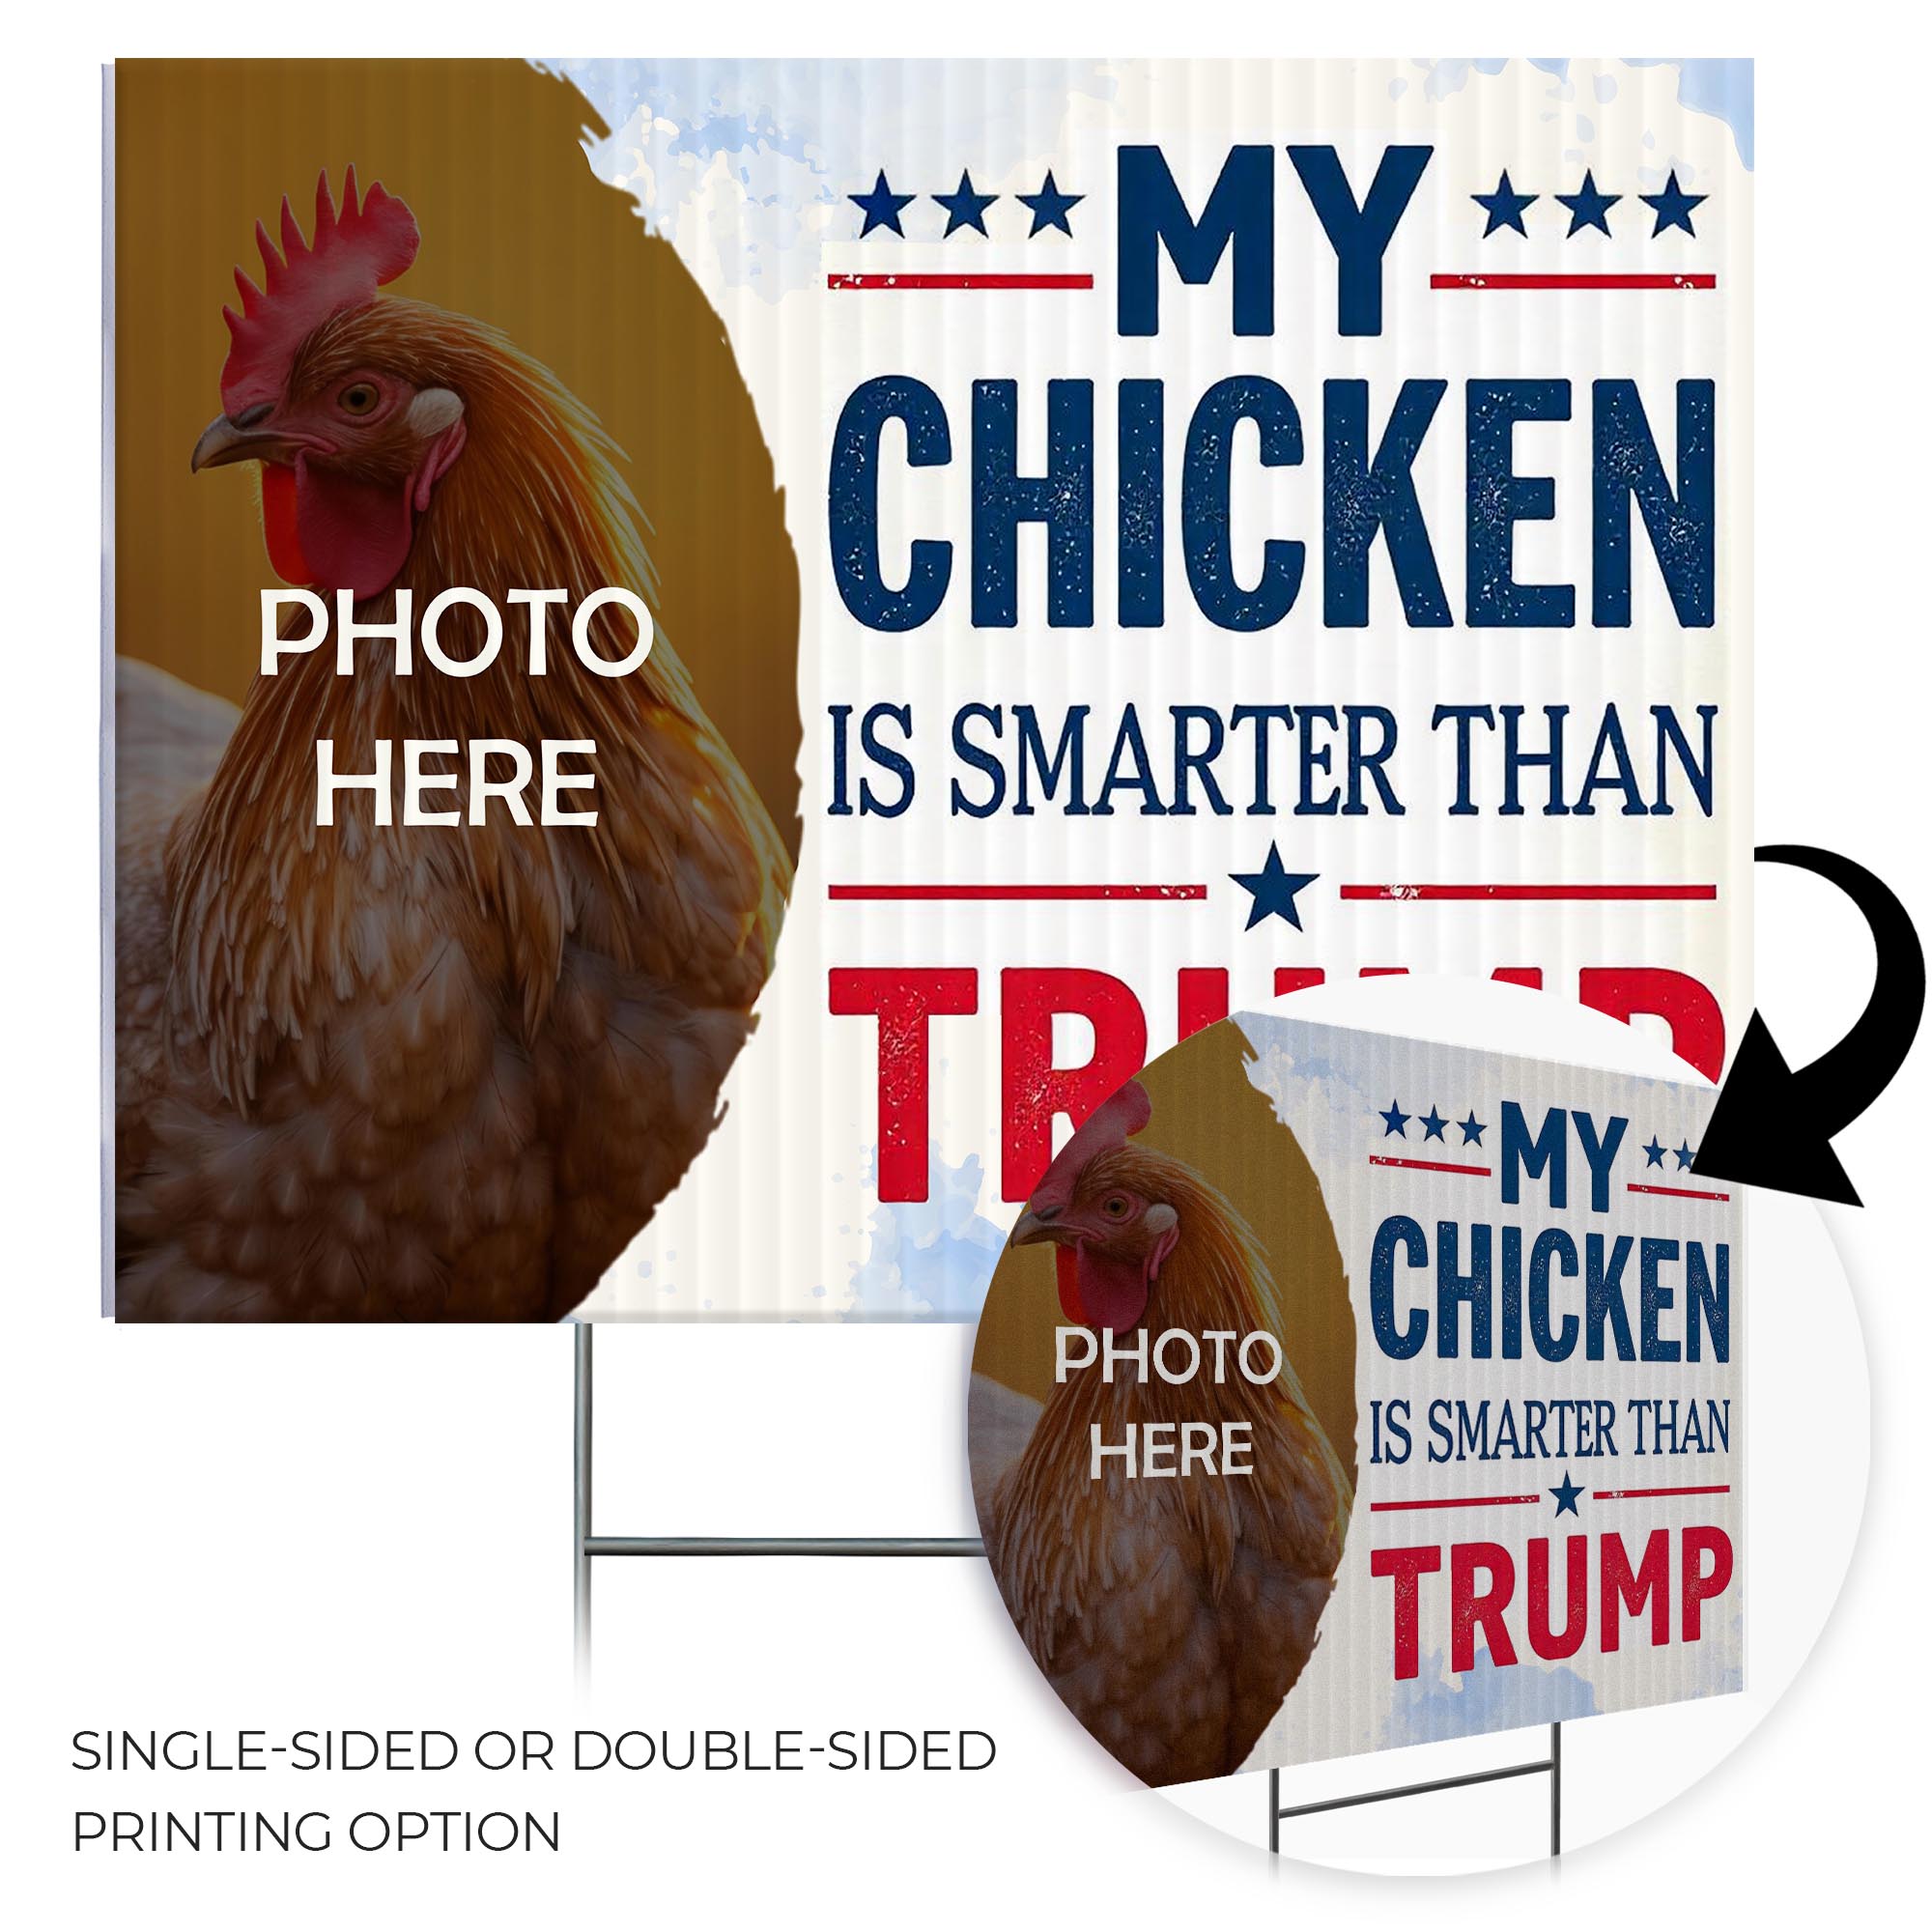 MY
CHICKEN
IS SMARTER THAN
TRUMP
PHOTO
HERE
MY
CHICKEN
IS SMARTER THAN
TRUMP
PHOTO
HERE
SINGLE-SIDED OR DOUBLE-SIDED
PRINTING OPTION